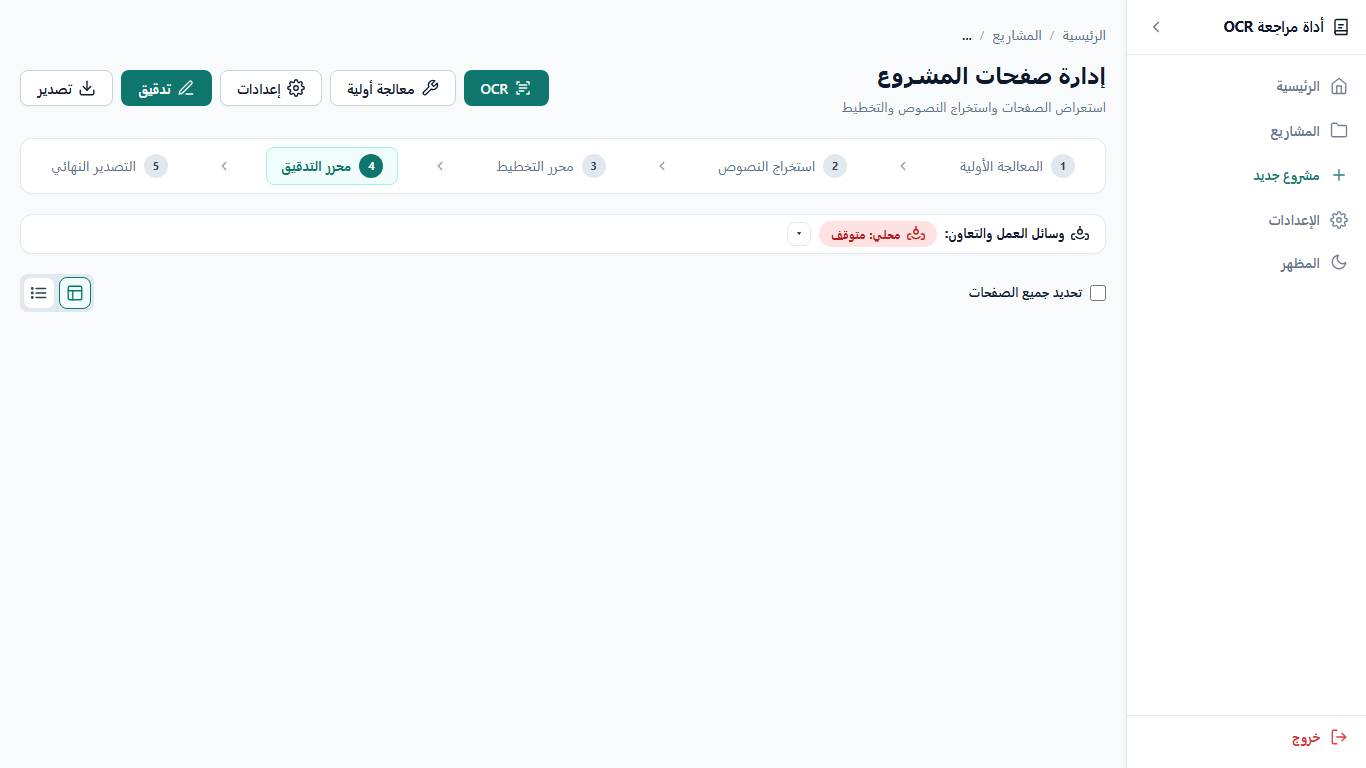 أداة مراجعة OCR
الرئيسية
المشاريع
مشروع جديد
الإعدادات
المظهر
خروج
الرئيسية / المشاريع / ...
إدارة صفحات المشروع
استعراض الصفحات واستخراج النصوص والتخطيط
OCR
معالجة أولية
إعدادات
تدقيق
تصدير
1 المعالجة الأولية
2 استخراج النصوص
3 محرر التخطيط
4 محرر التدقيق
5 التصدير النهائي
وسائل العمل والتعاون: محلي: متوقف
تحديد جميع الصفحات